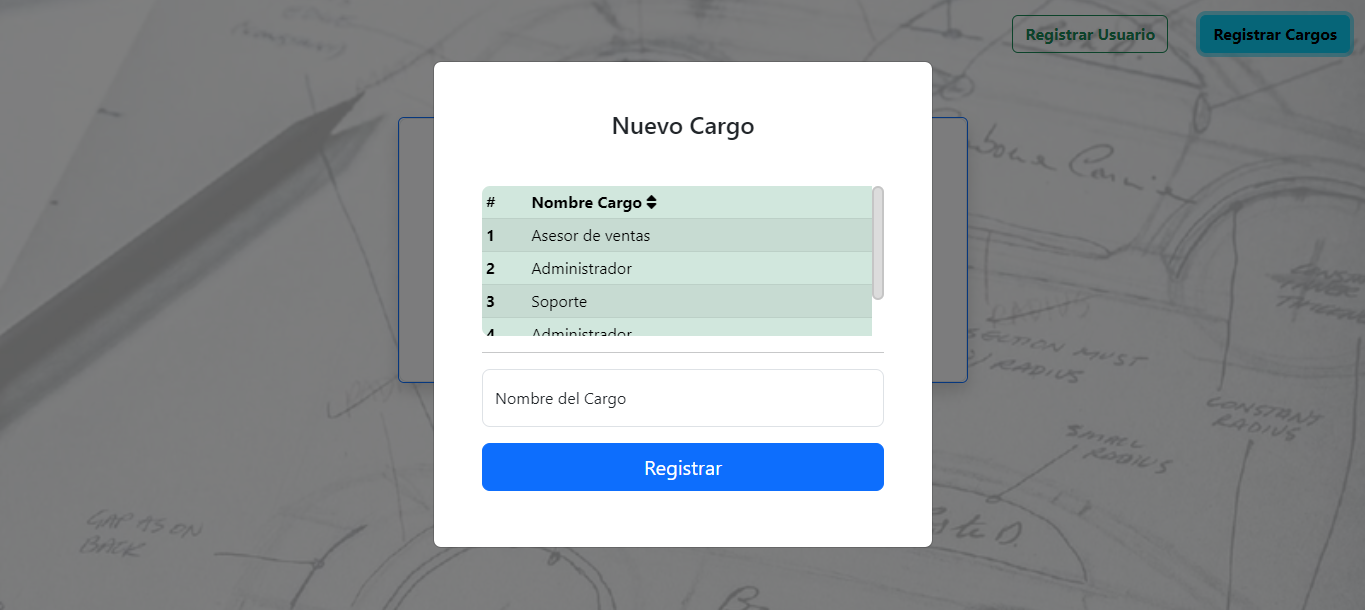 Registrar Usuario
Registrar Cargos
Nuevo Cargo
# Nombre Cargo
1 Asesor de ventas
2 Administrador
3 Soporte
4 Administrador
Nombre del Cargo
Registrar
CONSTANT
RADIUS
SECTION MUST
RADIUS
SMALL
RADIUS
GAP AS ON
BACK